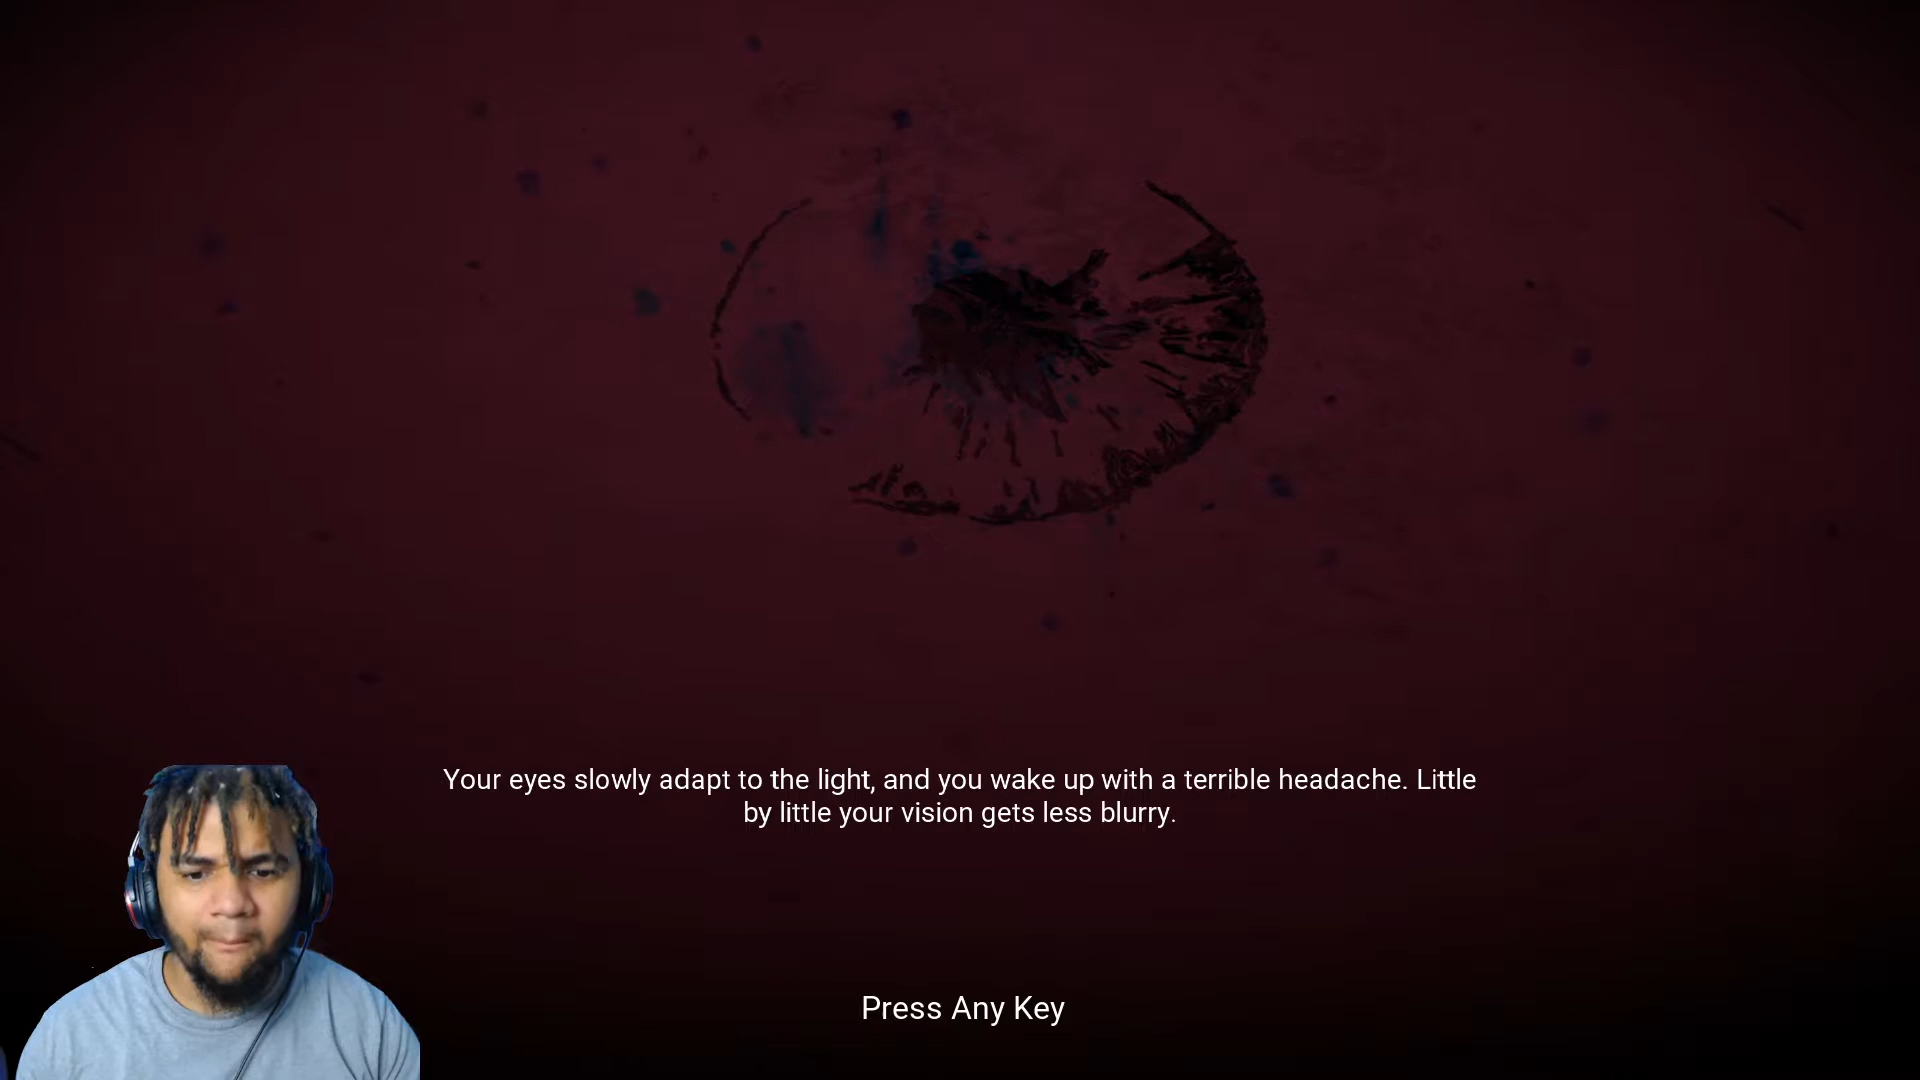 Your eyes slowly adapt to the light, and you wake up with a terrible headache. Little
by little your vision gets less blurry.
Press Any Key